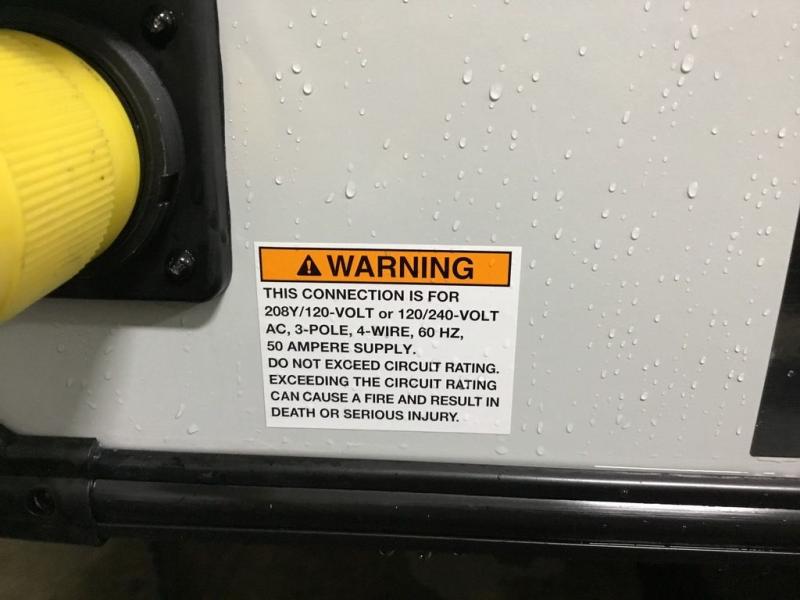 WARNING
THIS CONNECTION IS FOR
208Y/120-VOLT or 120/240-VOLT
AC, 3-POLE, 4-WIRE, 60 HZ,
50 AMPERE SUPPLY.
DO NOT EXCEED CIRCUIT RATING.
EXCEEDING THE CIRCUIT RATING
CAN CAUSE A FIRE AND RESULT IN
DEATH OR SERIOUS INJURY.